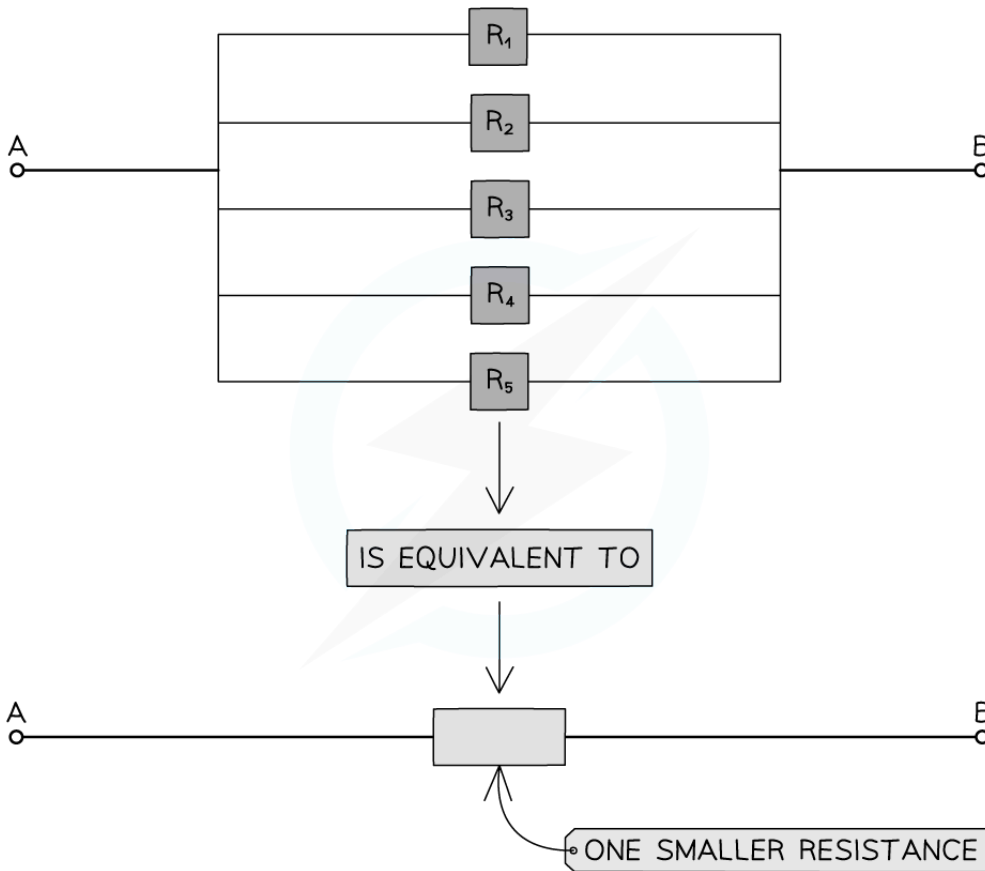 R₁
R₂
A B
R₃
R₄
R₅
IS EQUIVALENT TO
A B
ONE SMALLER RESISTANCE